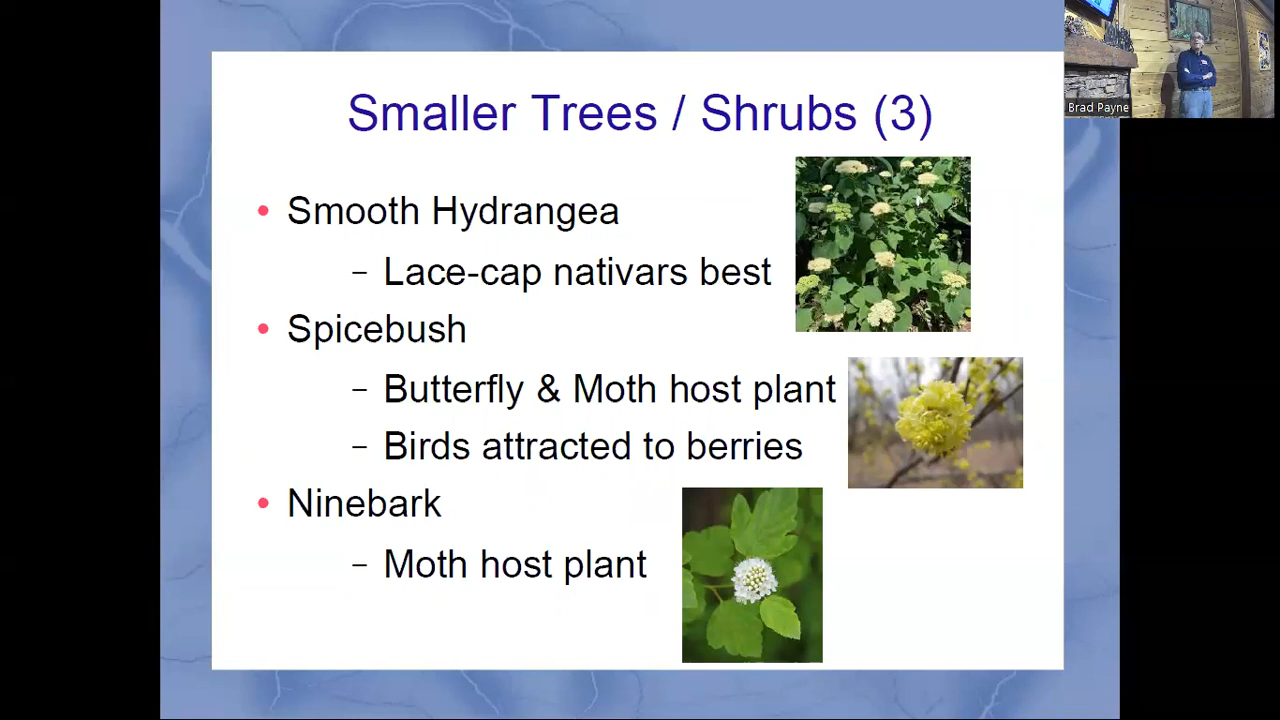 Smaller Trees / Shrubs (3)
• Smooth Hydrangea
– Lace-cap nativars best
• Spicebush
– Butterfly & Moth host plant
– Birds attracted to berries
• Ninebark
– Moth host plant
Brad Payne